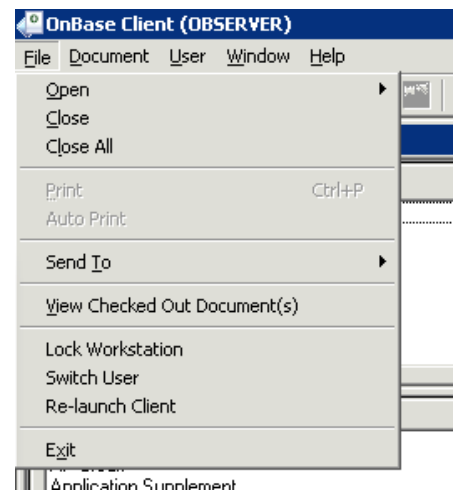 OnBase Client (OBSERVER)
File Document User Window Help
Open
Close
Close All
Print Ctrl+P
Auto Print
Send To
View Checked Out Document(s)
Lock Workstation
Switch User
Re-launch Client
Exit
Application Supplement